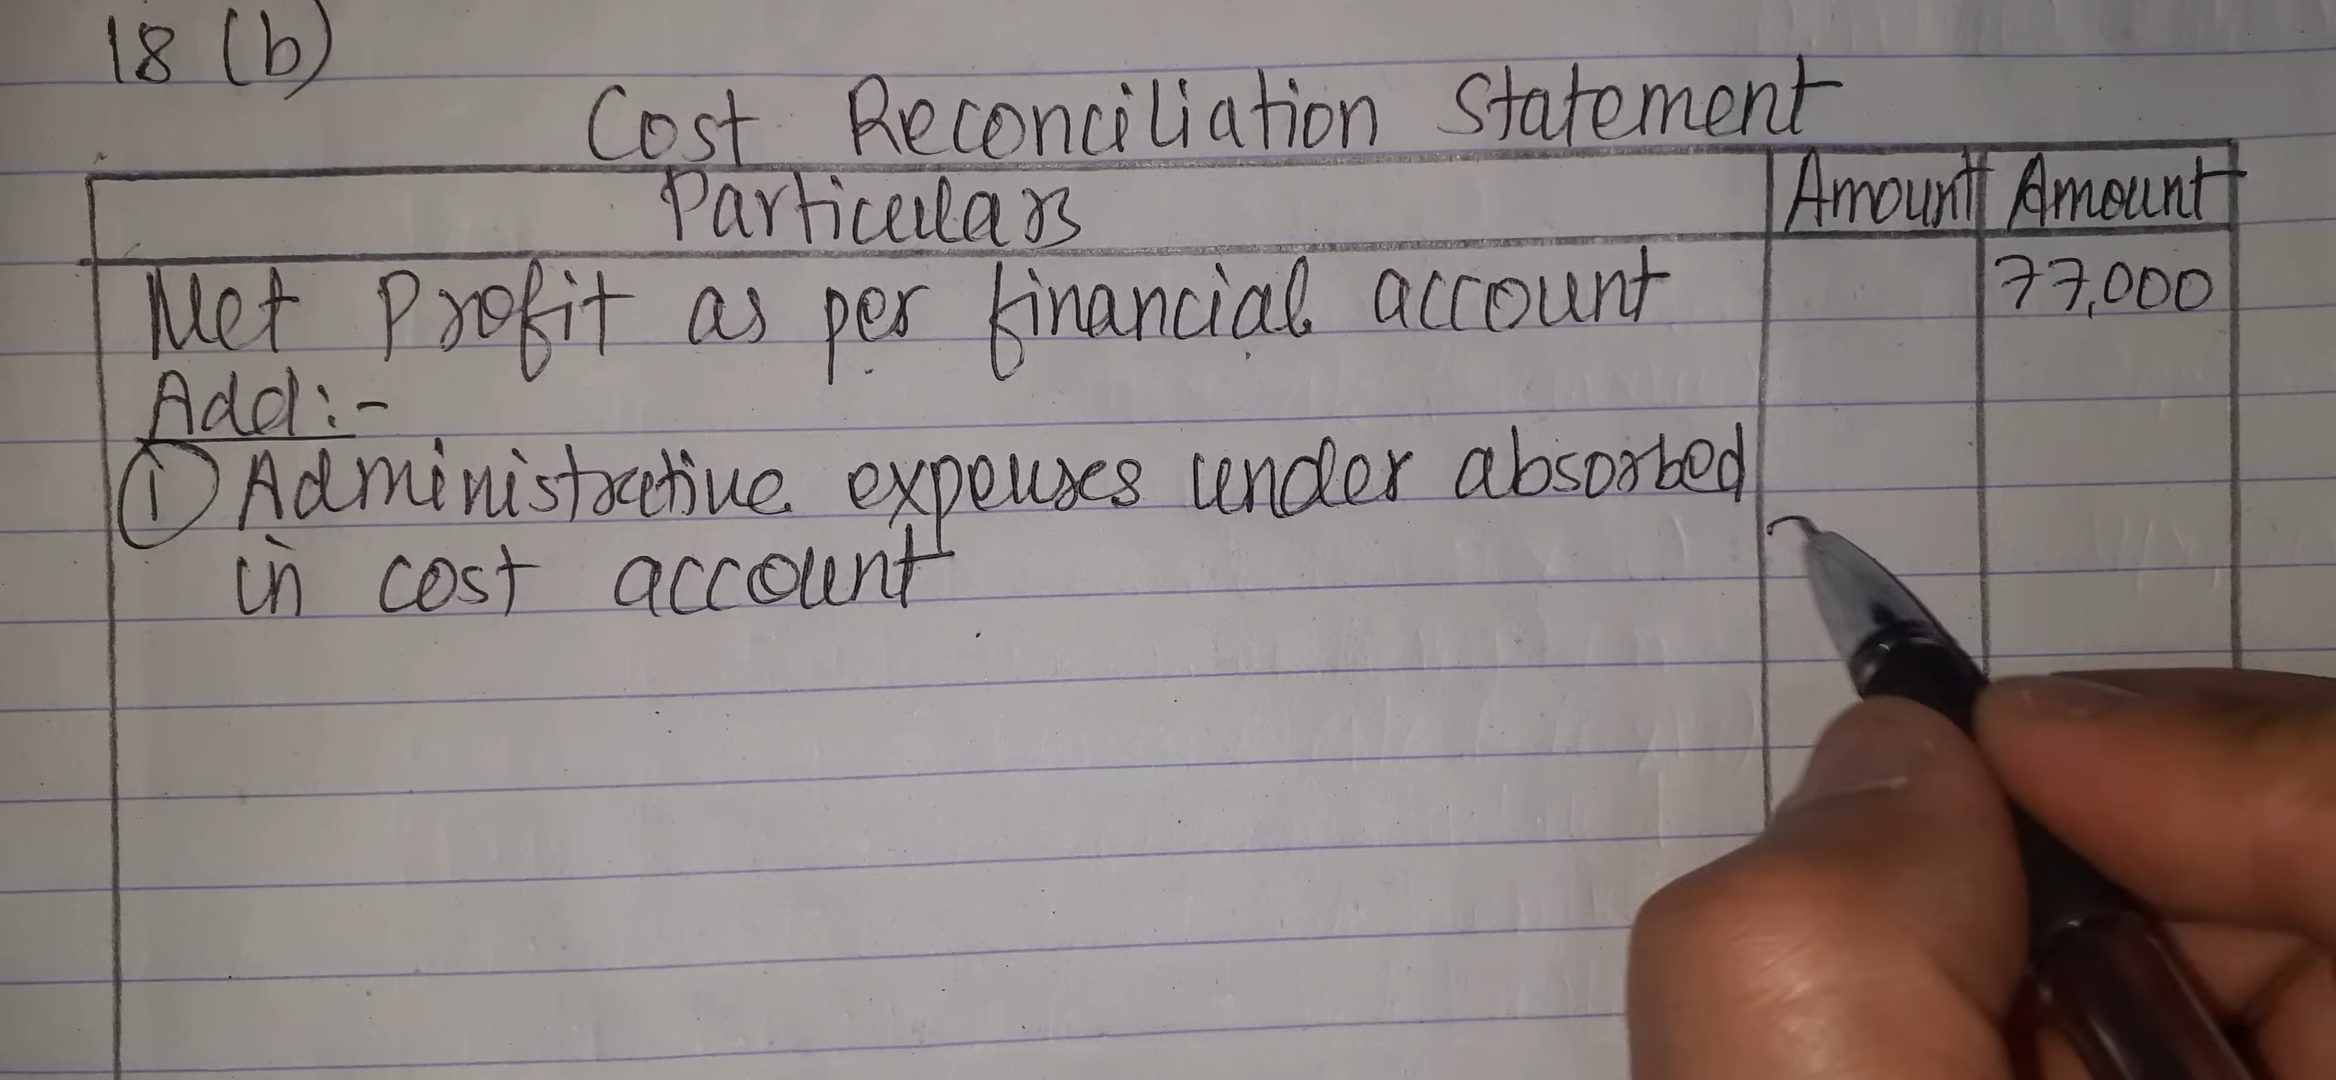 18 (b)
Cost Reconciliation Statement
Particulars Amount Amount
Net Profit as per financial account 77,000
Add:-
① Administrative expenses under absorbed
in cost account